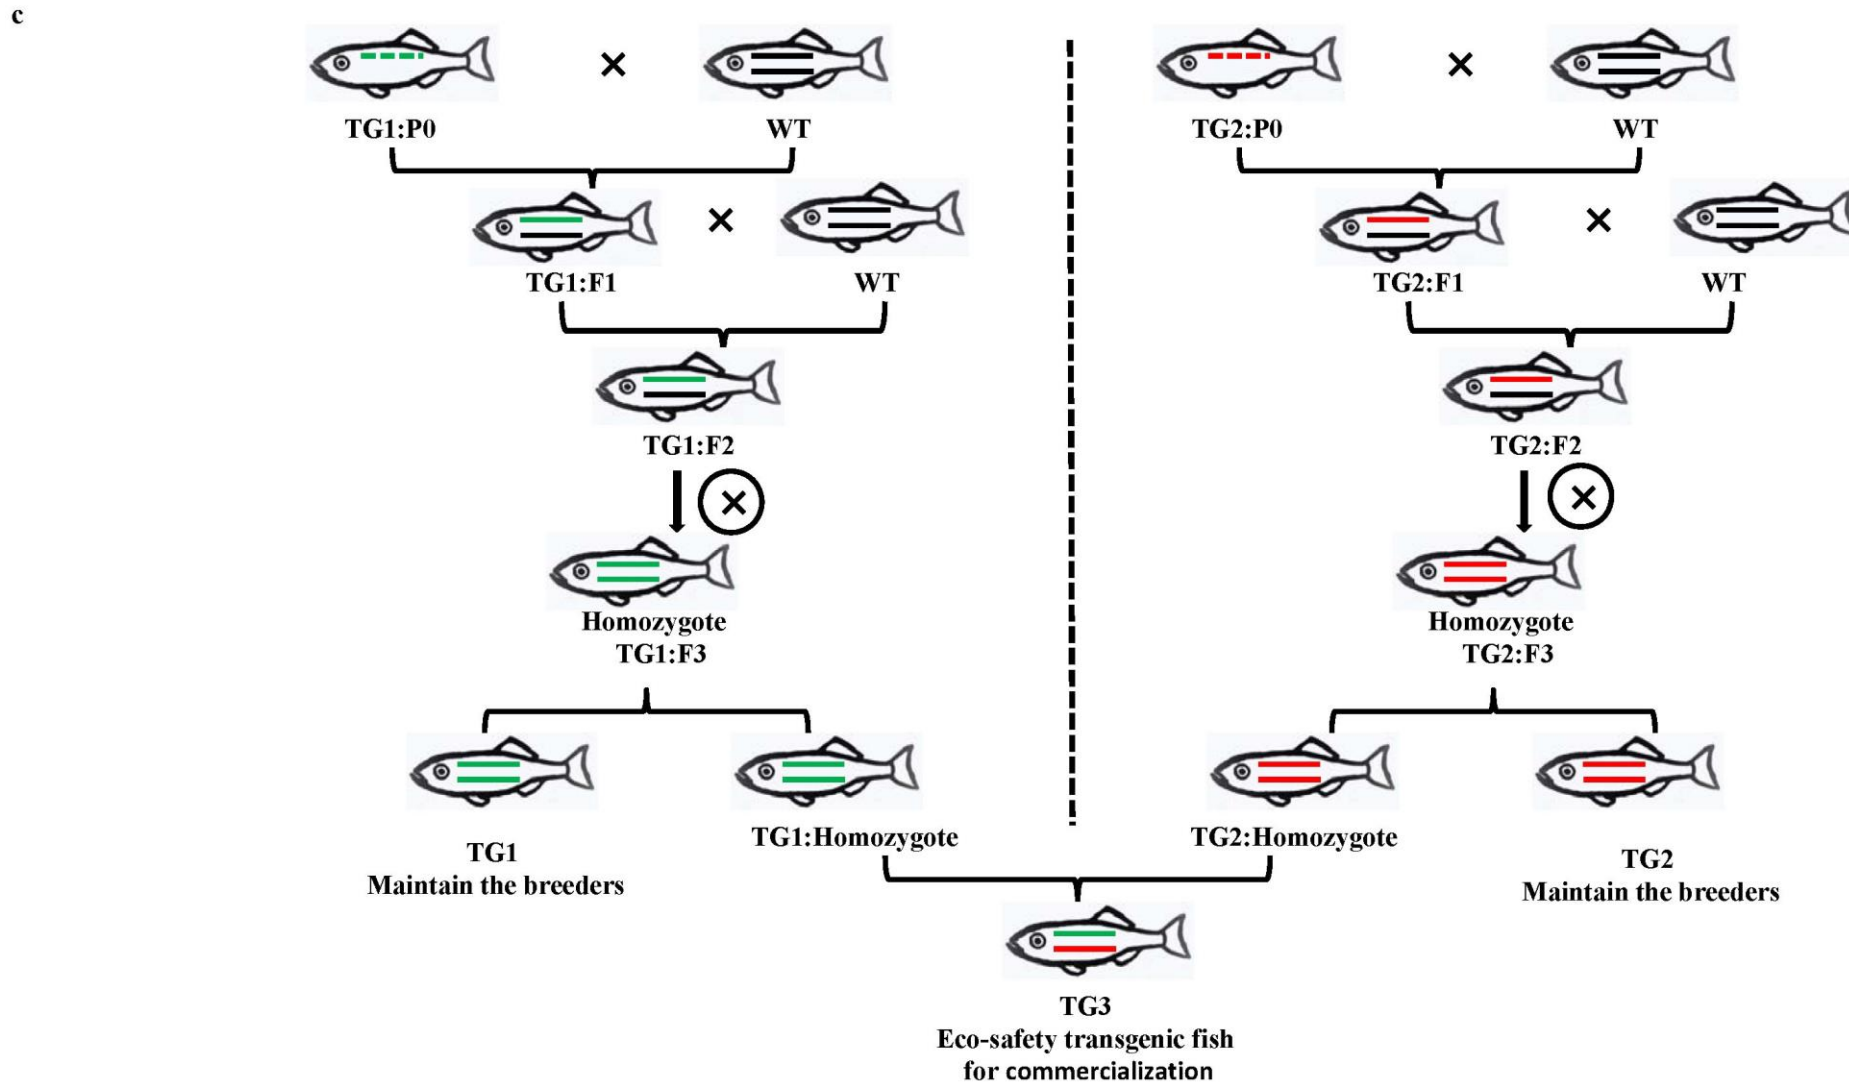 c
TG1:P0
WT
TG2:P0
WT
TG1:F1
WT
TG2:F1
WT
TG1:F2
TG2:F2
Homozygote
TG1:F3
Homozygote
TG2:F3
TG1:Homozygote
TG2:Homozygote
TG1
Maintain the breeders
TG2
Maintain the breeders
TG3
Eco-safety transgenic fish
for commercialization